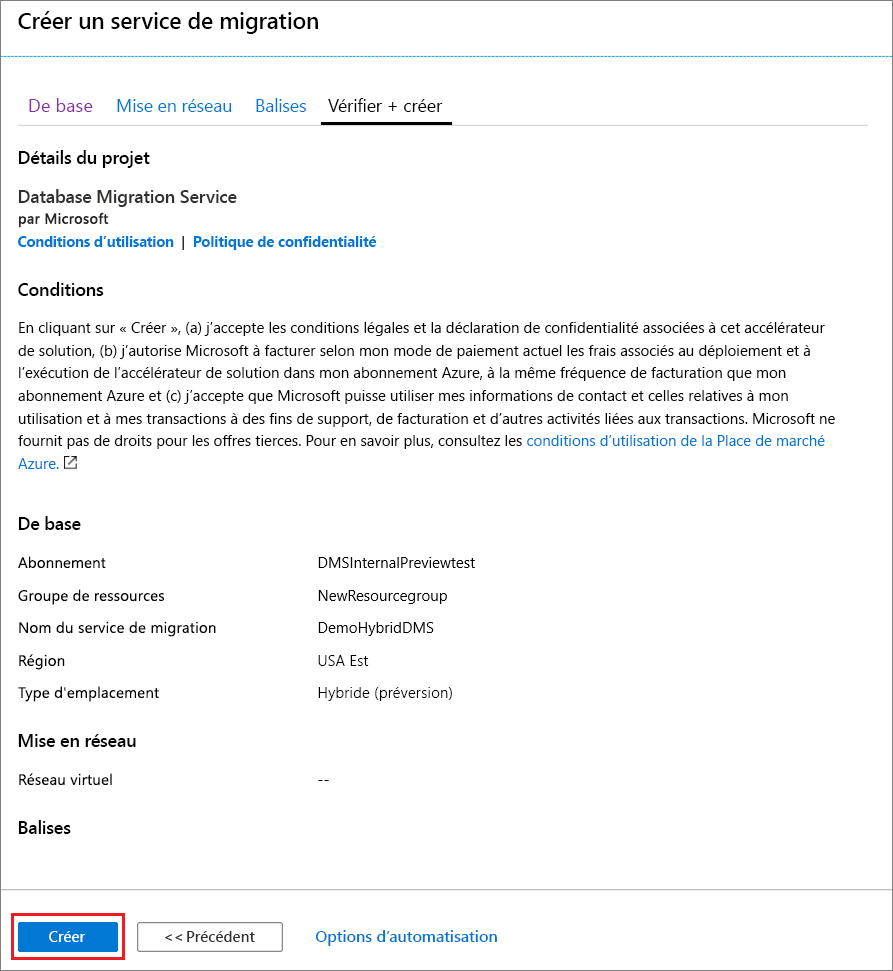 Créer un service de migration
De base Mise en réseau Balises Vérifier + créer
Détails du projet
Database Migration Service
par Microsoft
Conditions d’utilisation | Politique de confidentialité
Conditions
En cliquant sur « Créer », (a) j’accepte les conditions légales et la déclaration de confidentialité associées à cet accélérateur
de solution, (b) j’autorise Microsoft à facturer selon mon mode de paiement actuel les frais associés au déploiement et à
l’exécution de l’accélérateur de solution dans mon abonnement Azure, à la même fréquence de facturation que mon
abonnement Azure et (c) j’accepte que Microsoft puisse utiliser mes informations de contact et celles relatives à mon
utilisation et à mes transactions à des fins de support, de facturation et d’autres activités liées aux transactions. Microsoft ne
fournit pas de droits pour les offres tierces. Pour en savoir plus, consultez les conditions d’utilisation de la Place de marché
Azure.
De base
Abonnement DMSInternalPreviewtest
Groupe de ressources NewResourcegroup
Nom du service de migration DemoHybridDMS
Région USA Est
Type d'emplacement Hybride (préversion)
Mise en réseau
Réseau virtuel --
Balises
Créer << Précédent Options d’automatisation